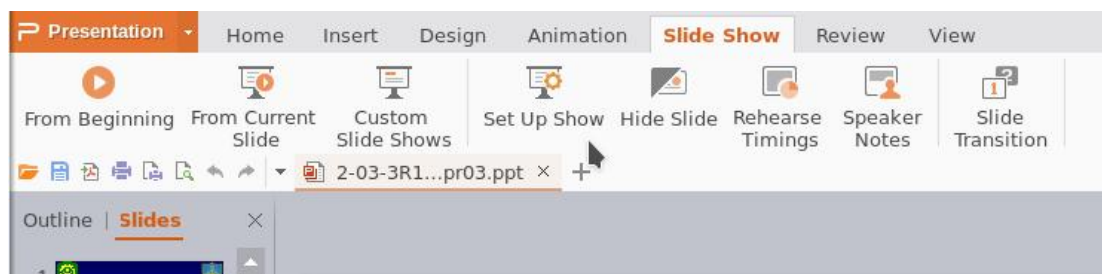 Presentation Home Insert Design Animation Slide Show Review View
From Beginning From Current Slide Custom Slide Shows Set Up Show Hide Slide Rehearse Timings Speaker Notes Slide Transition
2-03-3R1...pr03.ppt
Outline | Slides
1